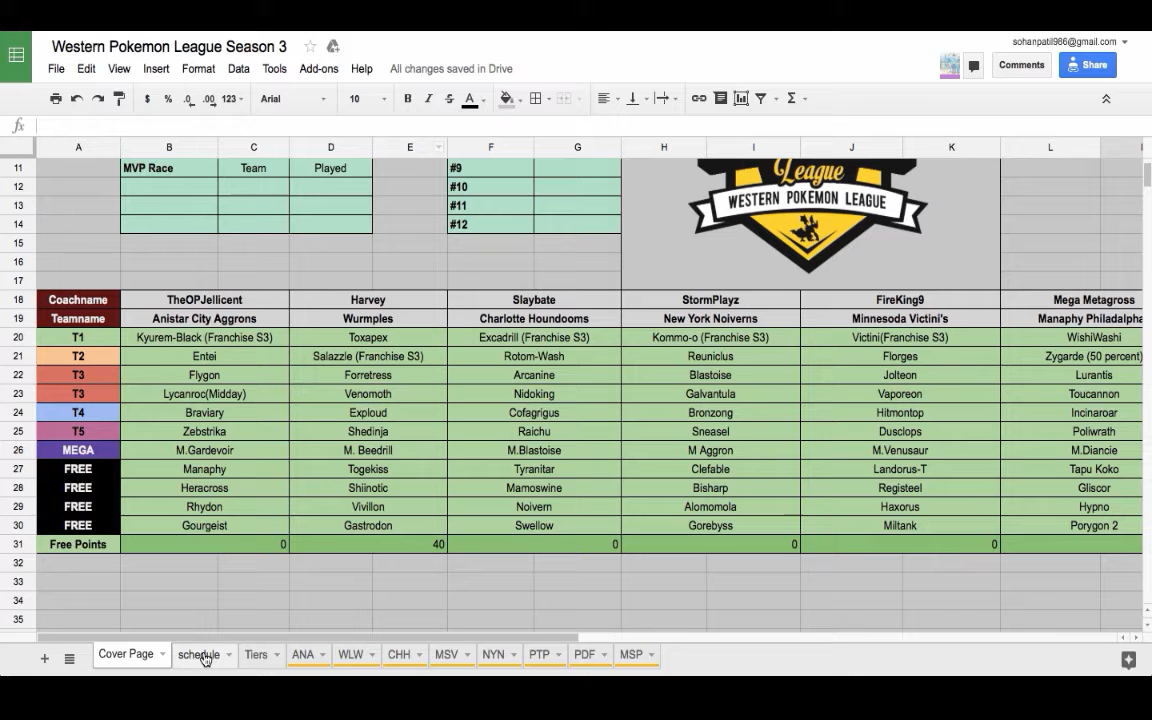 Western Pokemon League Season 3
sohanpatil986@gmail.com
File Edit View Insert Format Data Tools Add-ons Help All changes saved in Drive
Comments Share
$ % .0 .00 123 Arial 10 B I S A Σ
fx
A B C D E F G H I J K L
11 MVP Race Team Played #9 League
12 #10 WESTERN POKEMON LEAGUE
13 #11
14 #12
15
16
17
18 Coachname TheOPJellicent Harvey Slaybate StormPlayz FireKing9 Mega Metagross
19 Teamname Anistar City Aggrons Wurmples Charlotte Houndooms New York Noiverns Minnesoda Victini's Manaphy Philadalpha
20 T1 Kyurem-Black (Franchise S3) Toxapex Excadrill (Franchise S3) Kommo-o (Franchise S3) Victini(Franchise S3) WishiWashi
21 T2 Entei Salazzle (Franchise S3) Rotom-Wash Reuniclus Florges Zygarde (50 percent)
22 T3 Flygon Forretress Arcanine Blastoise Jolteon Lurantis
23 T3 Lycanroc(Midday) Venomoth Nidoking Galvantula Vaporeon Toucannon
24 T4 Braviary Exploud Cofagrigus Bronzong Hitmontop Incinaroar
25 T5 Zebstrika Shedinja Raichu Sneasel Dusclops Poliwrath
26 MEGA M.Gardevoir M. Beedrill M.Blastoise M Aggron M.Venusaur M.Diancie
27 FREE Manaphy Togekiss Tyranitar Clefable Landorus-T Tapu Koko
28 FREE Heracross Shiinotic Mamoswine Bisharp Registeel Gliscor
29 FREE Rhydon Vivillon Noivern Alomomola Haxorus Hypno
30 FREE Gourgeist Gastrodon Swellow Gorebyss Miltank Porygon 2
31 Free Points 0 40 0 0 0
32
33
34
35
Cover Page schedule Tiers ANA WLW CHH MSV NYN PTP PDF MSP